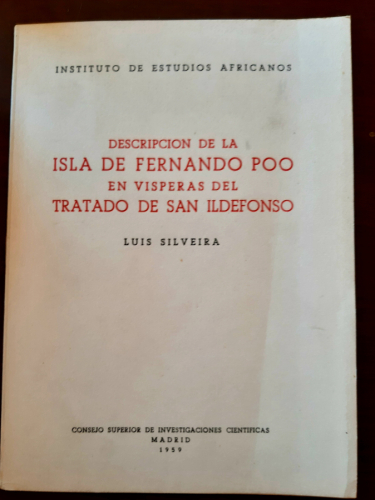 INSTITUTO DE ESTUDIOS AFRICANOS
DESCRIPCION DE LA
ISLA DE FERNANDO POO
EN VISPERAS DEL
TRATADO DE SAN ILDEFONSO
LUIS SILVEIRA
CONSEJO SUPERIOR DE INVESTIGACIONES CIENTIFICAS
MADRID
1959